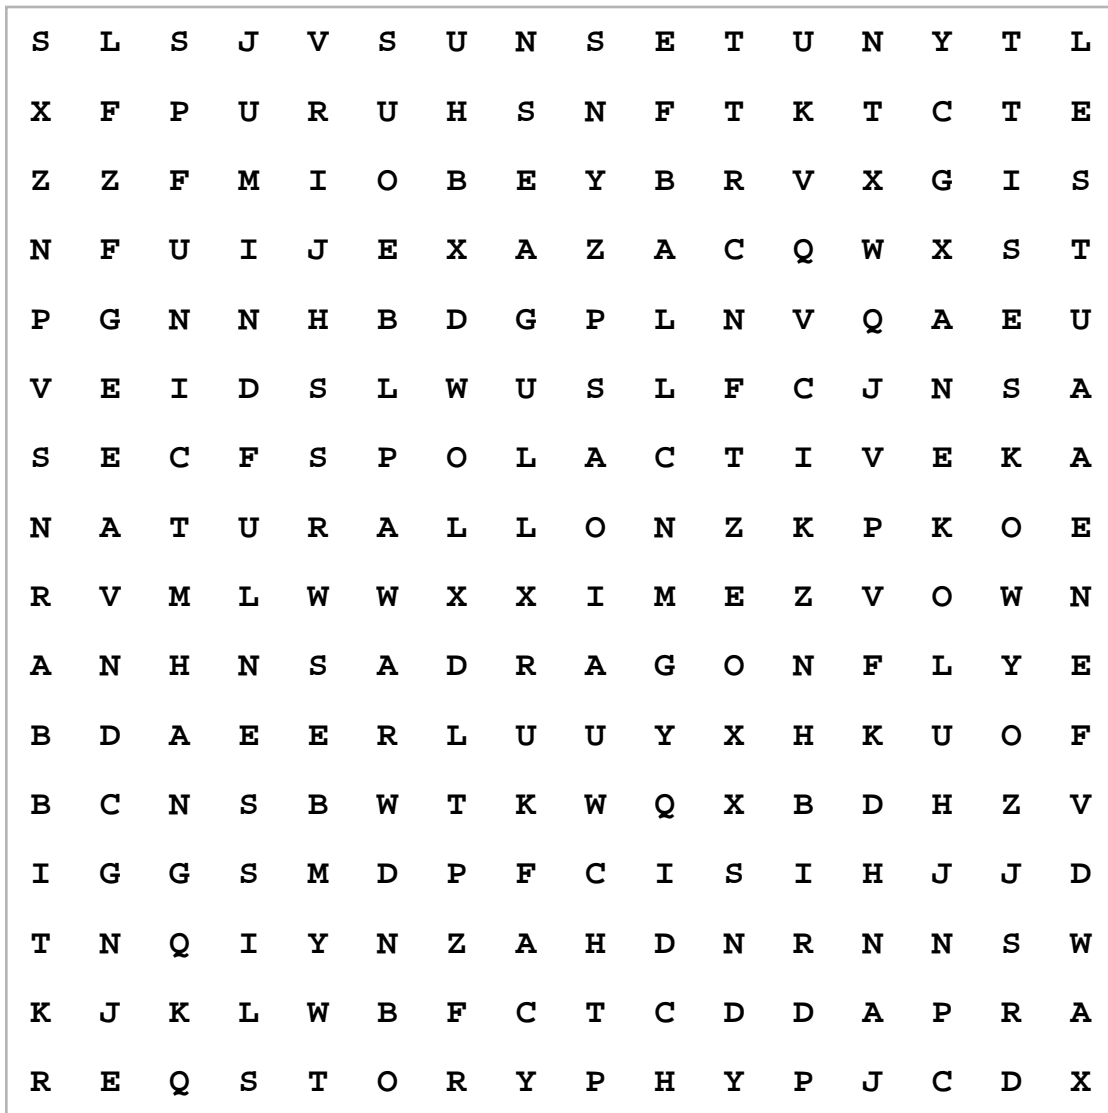 S L S J V S U N S E T U N Y T L
X F P U R U H S N F T K T C T E
Z Z F M I O B E Y B R V X G I S
N F U I J E X A Z A C Q W X S T
P G N N H B D G P L N V Q A E U
V E I D S L W U S L F C J N S A
S E C F S P O L A C T I V E K A
N A T U R A L L O N Z K P K O E
R V M L W W X X I M E Z V O W N
A N H N S A D R A G O N F L Y E
B D A E E R L U U Y X H K U O F
B C N S B W T K W Q X B D H Z V
I G G S M D P F C I S I H J J D
T N Q I Y N Z A H D N R N N S W
K J K L W B F C T C D D A P R A
R E Q S T O R Y P H Y P J C D X